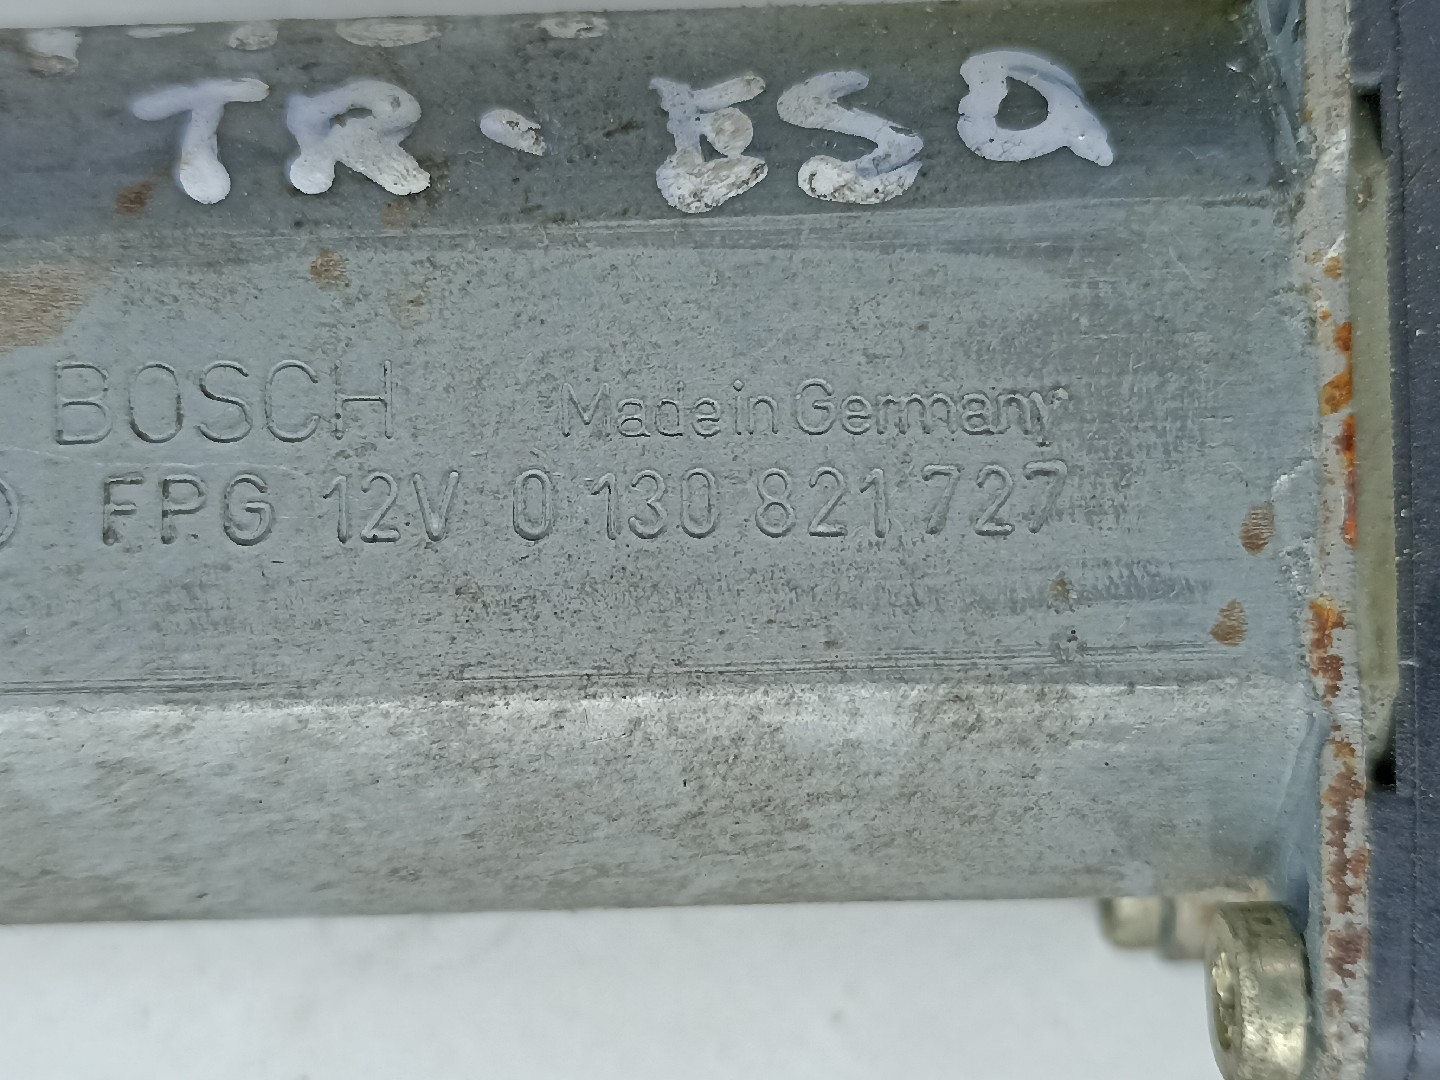 TR-ESQ
BOSCH Made in Germany
FPG 12V 0 130 821 727